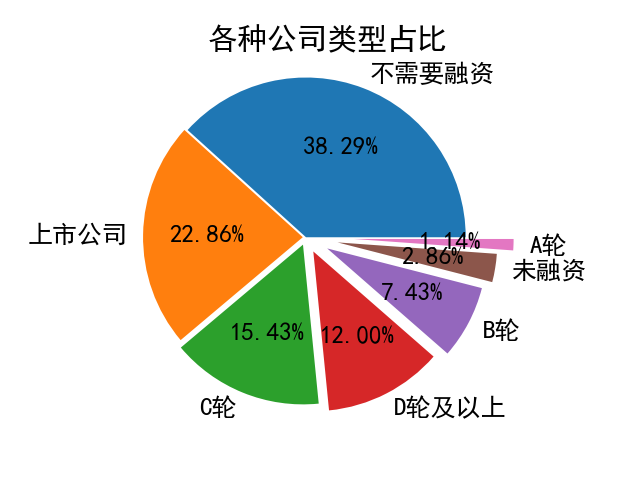 各种公司类型占比
不需要融资
38.29%
上市公司
22.86%
1.14%
A轮
2.86%
未融资
7.43%
B轮
15.43%
12.00%
C轮
D轮及以上